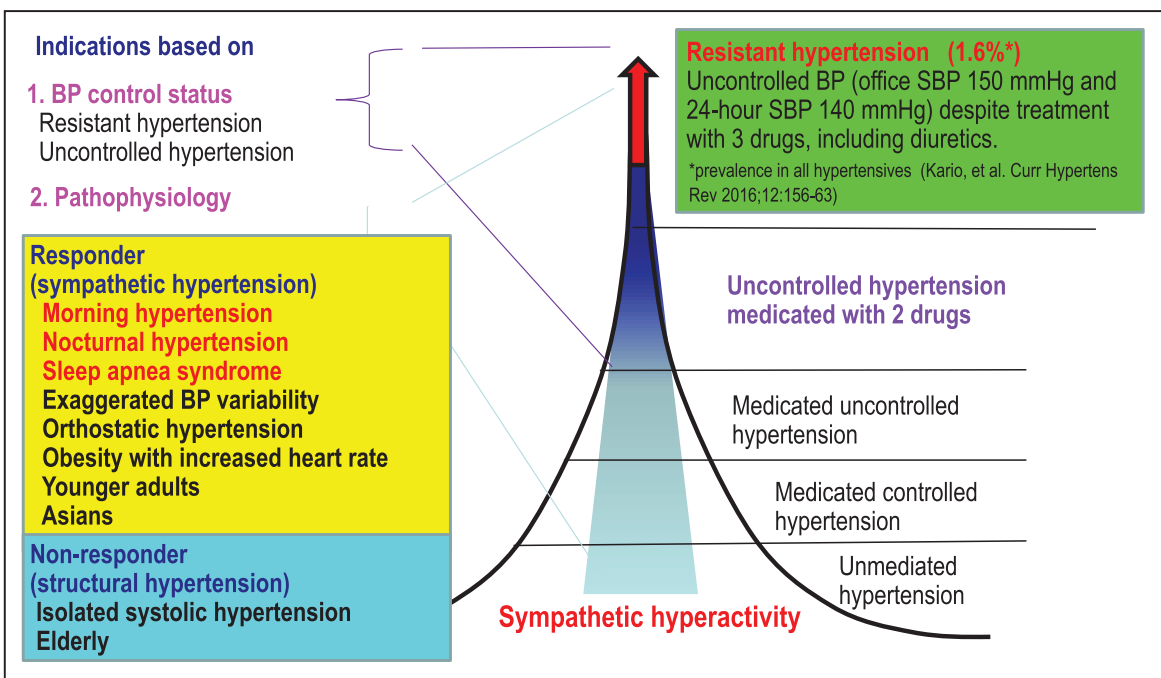 Indications based on
1. BP control status
Resistant hypertension
Uncontrolled hypertension
2. Pathophysiology
Responder
(sympathetic hypertension)
Morning hypertension
Nocturnal hypertension
Sleep apnea syndrome
Exaggerated BP variability
Orthostatic hypertension
Obesity with increased heart rate
Younger adults
Asians
Non-responder
(structural hypertension)
Isolated systolic hypertension
Elderly
Sympathetic hyperactivity
Resistant hypertension (1.6%*)
Uncontrolled BP (office SBP 150 mmHg and
24-hour SBP 140 mmHg) despite treatment
with 3 drugs, including diuretics.
*prevalence in all hypertensives (Kario, et al. Curr Hypertens
Rev 2016;12:156-63)
Uncontrolled hypertension
medicated with 2 drugs
Medicated uncontrolled
hypertension
Medicated controlled
hypertension
Unmediated
hypertension